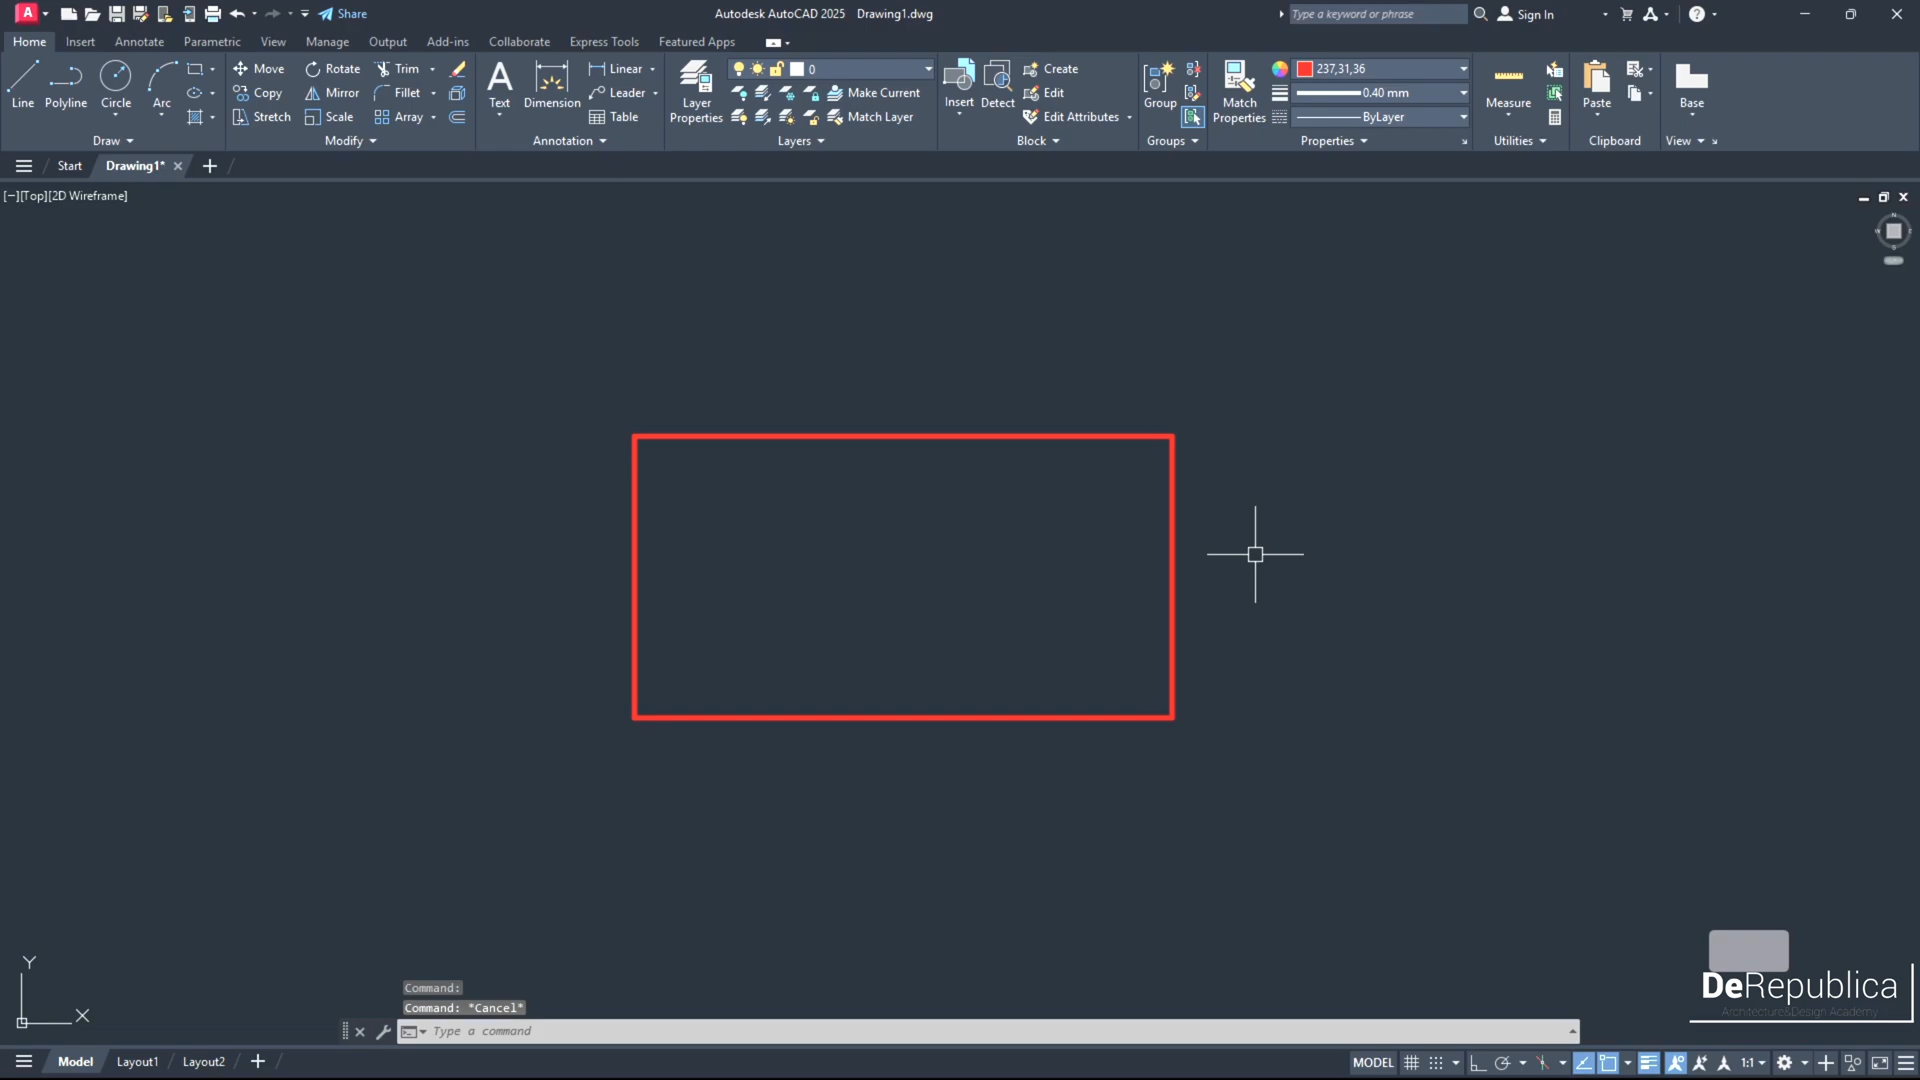 A Share Autodesk AutoCAD 2025 Drawing1.dwg Type a keyword or phrase Sign In
Home Insert Annotate Parametric View Manage Output Add-ins Collaborate Express Tools Featured Apps
Line Polyline Circle Arc
Move Rotate Trim
Copy Mirror Fillet
Stretch Scale Array
Text Dimension
Linear
Leader
Table
Layer Properties
0
Make Current
Match Layer
Insert Detect
Create
Edit
Edit Attributes
Group
Match Properties
237,31,36
0.40 mm
ByLayer
Measure
Paste
Base
Draw Modify Annotation Layers Block Groups Properties Utilities Clipboard View
Start Drawing1* +
[−][Top][2D Wireframe]
Y
X
Command:
Command: *Cancel*
Type a command
DeRepublica
Architecture&Design Academy
Model Layout1 Layout2 + MODEL 1:1